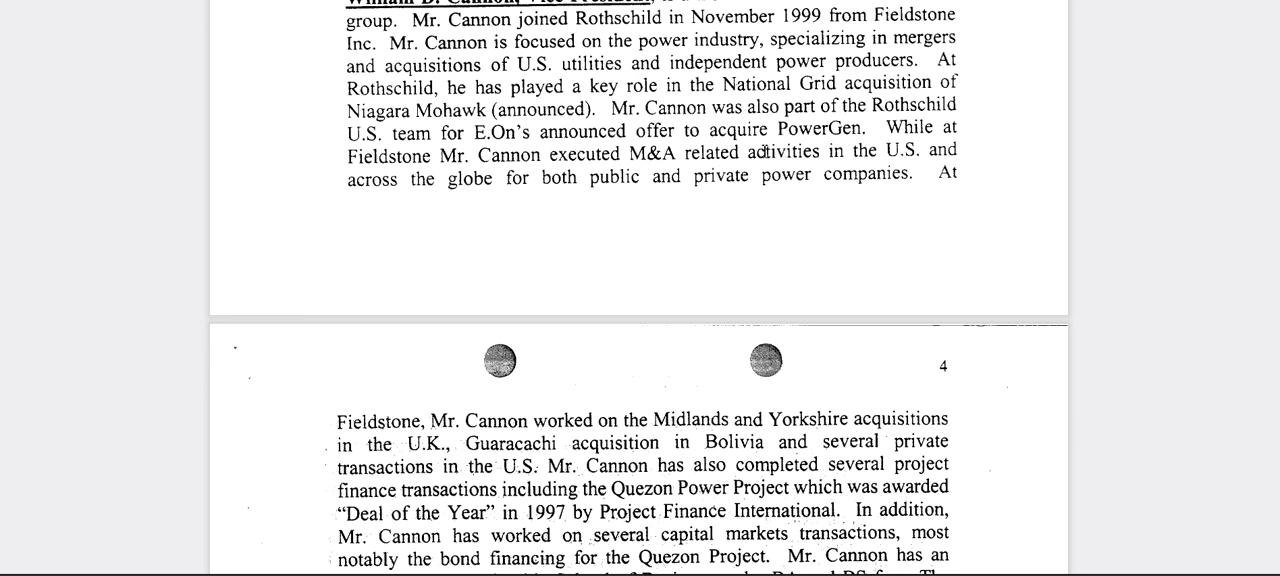 William D. Cannon, Vice President,
group. Mr. Cannon joined Rothschild in November 1999 from Fieldstone
Inc. Mr. Cannon is focused on the power industry, specializing in mergers
and acquisitions of U.S. utilities and independent power producers. At
Rothschild, he has played a key role in the National Grid acquisition of
Niagara Mohawk (announced). Mr. Cannon was also part of the Rothschild
U.S. team for E.On's announced offer to acquire PowerGen. While at
Fieldstone Mr. Cannon executed M&A related activities in the U.S. and
across the globe for both public and private power companies. At
4
Fieldstone, Mr. Cannon worked on the Midlands and Yorkshire acquisitions
in the U.K., Guaracachi acquisition in Bolivia and several private
transactions in the U.S. Mr. Cannon has also completed several project
finance transactions including the Quezon Power Project which was awarded
“Deal of the Year” in 1997 by Project Finance International. In addition,
Mr. Cannon has worked on several capital markets transactions, most
notably the bond financing for the Quezon Project. Mr. Cannon has an